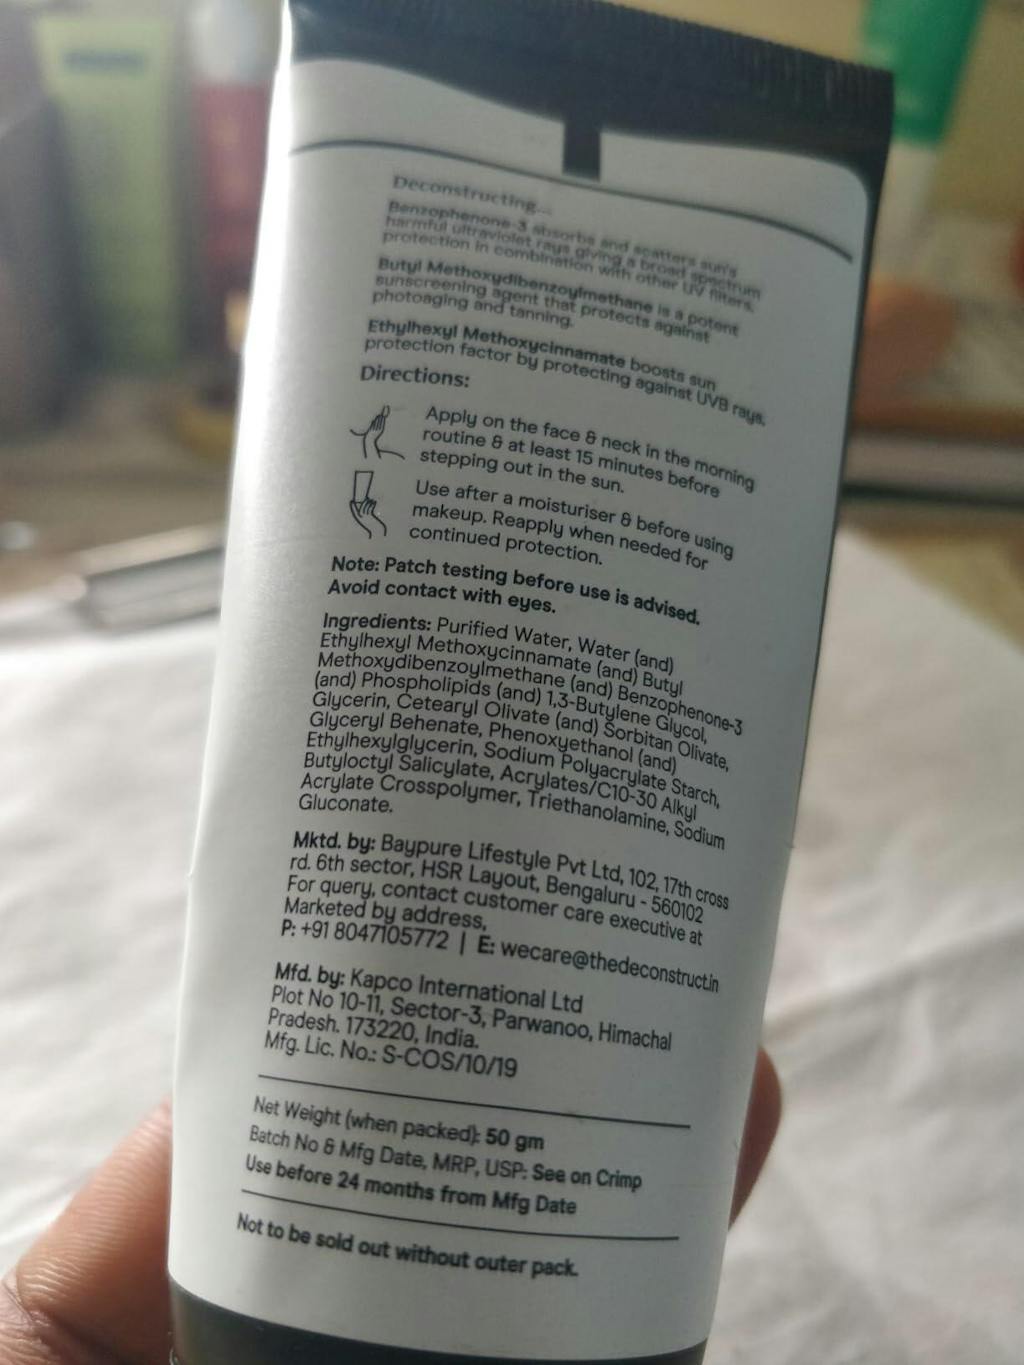 Deconstructing...
Benzophenone-3 absorbs and scatters sun's
harmful ultraviolet rays giving a broad spectrum
protection in combination with other UV filters.
Butyl Methoxydibenzoylmethane is a potent
sunscreening agent that protects against
photoaging and tanning.
Ethylhexyl Methoxycinnamate boosts sun
protection factor by protecting against UVB rays.
Directions:
Apply on the face & neck in the morning
routine & at least 15 minutes before
stepping out in the sun.
Use after a moisturiser & before using
makeup. Reapply when needed for
continued protection.
Note: Patch testing before use is advised.
Avoid contact with eyes.
Ingredients: Purified Water, Water (and)
Ethylhexyl Methoxycinnamate (and) Butyl
Methoxydibenzoylmethane (and) Benzophenone-3
(and) Phospholipids (and) 1,3-Butylene Glycol,
Glycerin, Cetearyl Olivate (and) Sorbitan Olivate,
Glyceryl Behenate, Phenoxyethanol (and)
Ethylhexylglycerin, Sodium Polyacrylate Starch,
Butyloctyl Salicylate, Acrylates/C10-30 Alkyl
Acrylate Crosspolymer, Triethanolamine, Sodium
Gluconate.
Mktd. by: Baypure Lifestyle Pvt Ltd, 102, 17th cross
rd. 6th sector, HSR Layout, Bengaluru - 560102
For query, contact customer care executive at
Marketed by address,
P: +91 8047105772 | E: wecare@thedeconstruct.in
Mfd. by: Kapco International Ltd
Plot No 10-11, Sector-3, Parwanoo, Himachal
Pradesh. 173220, India.
Mfg. Lic. No.: S-COS/10/19
Net Weight (when packed): 50 gm
Batch No & Mfg Date, MRP, USP: See on Crimp
Use before 24 months from Mfg Date
Not to be sold out without outer pack.